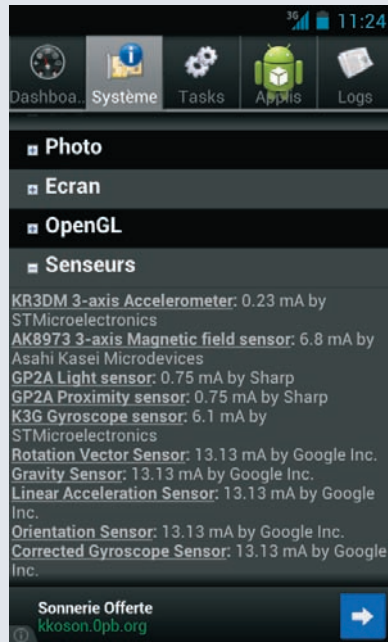 3G 11:24
Dashboa.. Système Tasks Applis Logs
Photo
Ecran
OpenGL
Senseurs
KR3DM 3-axis Accelerometer: 0.23 mA by
STMicroelectronics
AK8973 3-axis Magnetic field sensor: 6.8 mA by
Asahi Kasei Microdevices
GP2A Light sensor: 0.75 mA by Sharp
GP2A Proximity sensor: 0.75 mA by Sharp
K3G Gyroscope sensor: 6.1 mA by
STMicroelectronics
Rotation Vector Sensor: 13.13 mA by Google Inc.
Gravity Sensor: 13.13 mA by Google Inc.
Linear Acceleration Sensor: 13.13 mA by Google
Inc.
Orientation Sensor: 13.13 mA by Google Inc.
Corrected Gyroscope Sensor: 13.13 mA by Google
Inc.
Sonnerie Offerte
kkoson.0pb.org